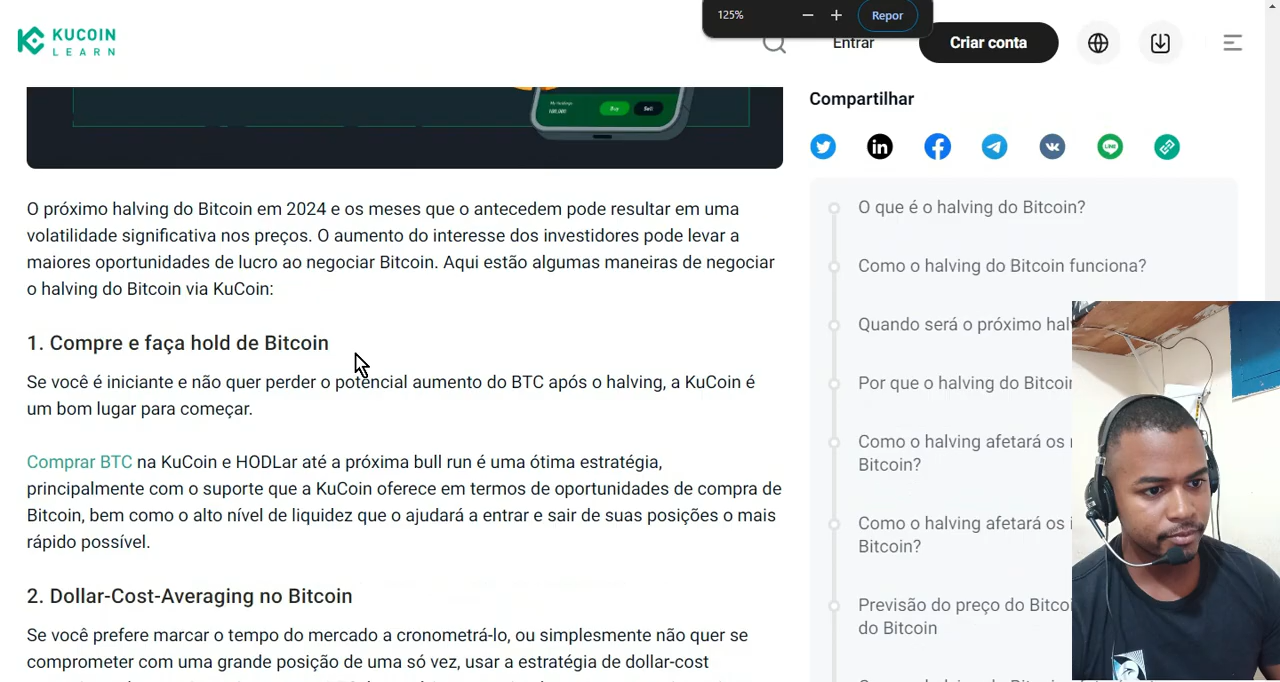 125%
Repor
KUCOIN
LEARN
Entrar
Criar conta
Buy
Sell
Compartilhar
LINE
O próximo halving do Bitcoin em 2024 e os meses que o antecedem pode resultar em uma
volatilidade significativa nos preços. O aumento do interesse dos investidores pode levar a
maiores oportunidades de lucro ao negociar Bitcoin. Aqui estão algumas maneiras de negociar
o halving do Bitcoin via KuCoin:
1. Compre e faça hold de Bitcoin
Se você é iniciante e não quer perder o potencial aumento do BTC após o halving, a KuCoin é
um bom lugar para começar.
Comprar BTC na KuCoin e HODLar até a próxima bull run é uma ótima estratégia,
principalmente com o suporte que a KuCoin oferece em termos de oportunidades de compra de
Bitcoin, bem como o alto nível de liquidez que o ajudará a entrar e sair de suas posições o mais
rápido possível.
2. Dollar-Cost-Averaging no Bitcoin
Se você prefere marcar o tempo do mercado a cronometrá-lo, ou simplesmente não quer se
comprometer com uma grande posição de uma só vez, usar a estratégia de dollar-cost
O que é o halving do Bitcoin?
Como o halving do Bitcoin funciona?
Quando será o próximo hal
Por que o halving do Bitcoin
Como o halving afetará os
Bitcoin?
Como o halving afetará os i
Bitcoin?
Previsão do preço do Bitco
do Bitcoin